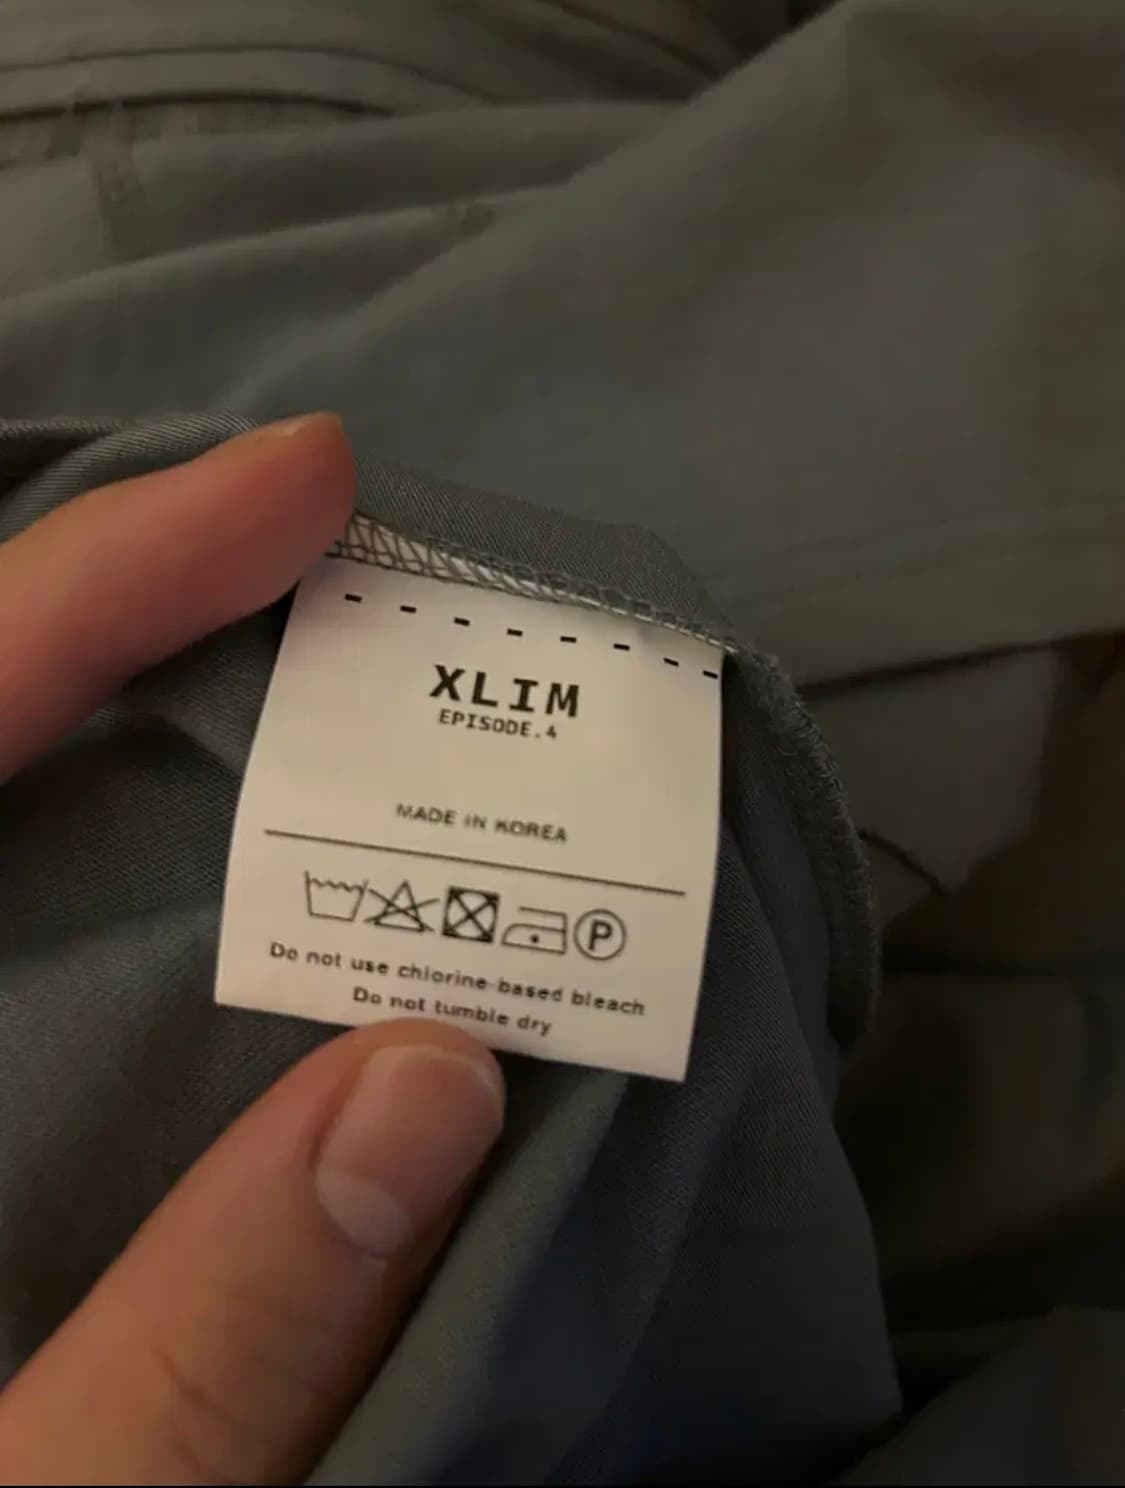 XLIM
EPISODE.4
MADE IN KOREA
P
Do not use chlorine-based bleach
Do not tumble dry